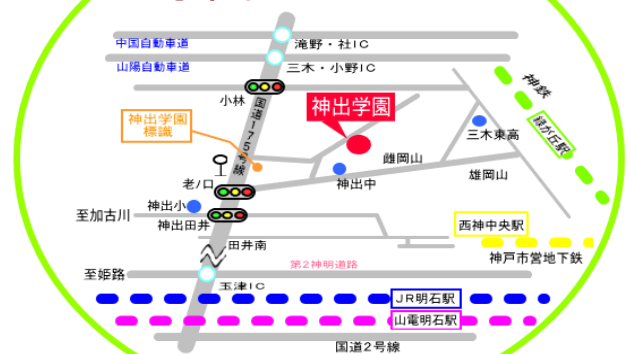 中国自動車道
滝野・社IC
山陽自動車道
三木・小野IC
神鉄
小林
国道175号線
神出学園
緑が丘駅
神出学園
標識
三木東高
雌岡山
雄岡山
老ノ口
神出中
神出小
至加古川
神出田井
西神中央駅
田井南
神戸市営地下鉄
第2神明道路
至姫路
玉津IC
JR明石駅
山電明石駅
国道2号線